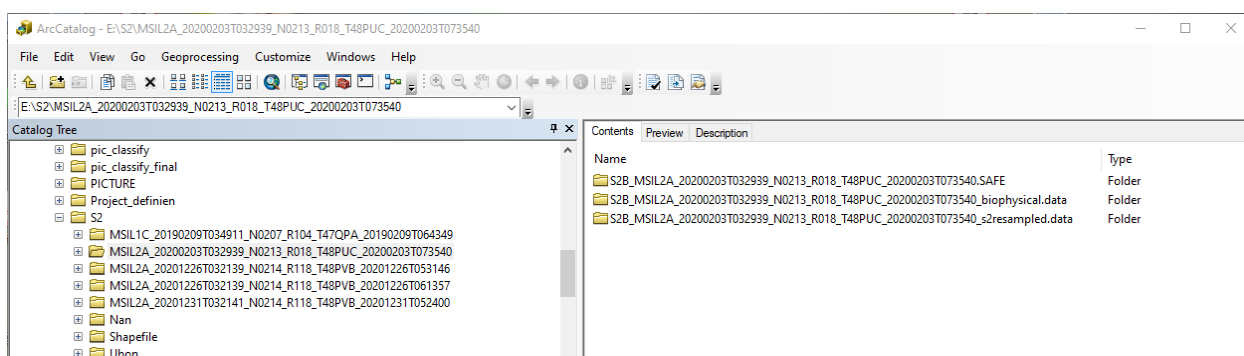 ArcCatalog - E:\S2\MSIL2A_20200203T032939_N0213_R018_T48PUC_20200203T073540
File Edit View Go Geoprocessing Customize Windows Help
E:\S2\MSIL2A_20200203T032939_N0213_R018_T48PUC_20200203T073540
Catalog Tree
pic_classify
pic_classify_final
PICTURE
Project_definien
S2
MSIL1C_20190209T034911_N0207_R104_T47QPA_20190209T064349
MSIL2A_20200203T032939_N0213_R018_T48PUC_20200203T073540
MSIL2A_20201226T032139_N0214_R118_T48PVB_20201226T053146
MSIL2A_20201226T032139_N0214_R118_T48PVB_20201226T061357
MSIL2A_20201231T032141_N0214_R118_T48PVB_20201231T052400
Nan
Shapefile
Ubon
Contents Preview Description
Name Type
S2B_MSIL2A_20200203T032939_N0213_R018_T48PUC_20200203T073540.SAFE Folder
S2B_MSIL2A_20200203T032939_N0213_R018_T48PUC_20200203T073540_biophysical.data Folder
S2B_MSIL2A_20200203T032939_N0213_R018_T48PUC_20200203T073540_s2resampled.data Folder